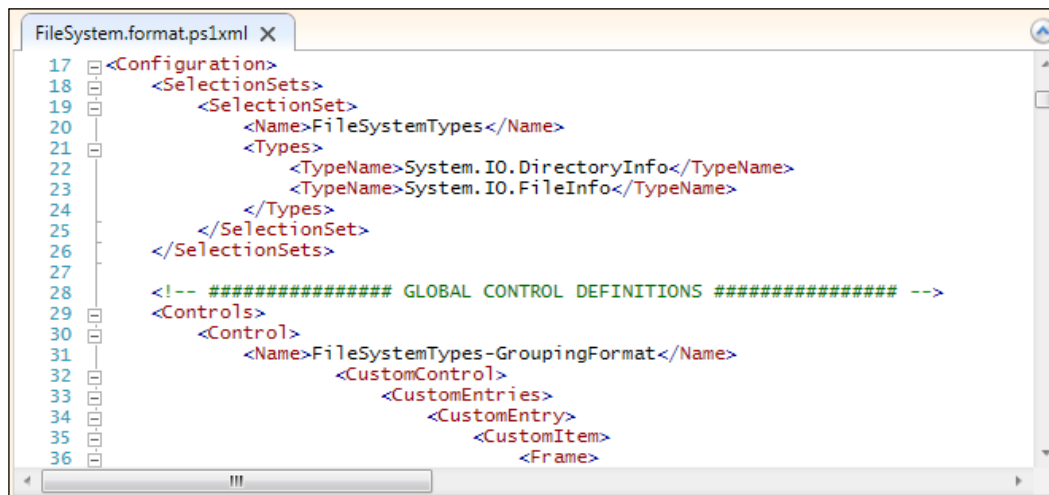 FileSystem.format.ps1xml X
17 <Configuration>
18 <SelectionSets>
19 <SelectionSet>
20 <Name>FileSystemTypes</Name>
21 <Types>
22 <TypeName>System.IO.DirectoryInfo</TypeName>
23 <TypeName>System.IO.FileInfo</TypeName>
24 </Types>
25 </SelectionSet>
26 </SelectionSets>
27
28 <!-- ################ GLOBAL CONTROL DEFINITIONS ################ -->
29 <Controls>
30 <Control>
31 <Name>FileSystemTypes-GroupingFormat</Name>
32 <CustomControl>
33 <CustomEntries>
34 <CustomEntry>
35 <CustomItem>
36 <Frame>